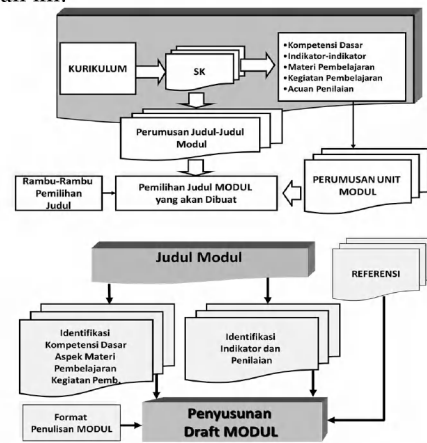 KURIKULUM
SK
•Kompetensi Dasar
•Indikator-indikator
•Materi Pembelajaran
•Kegiatan Pembelajaran
•Acuan Penilaian
Perumusan Judul-Judul
Modul
Rambu-Rambu
Pemilihan
Judul
Pemilihan Judul MODUL
yang akan Dibuat
PERUMUSAN UNIT
MODUL
Judul Modul
REFERENSI
Identifikasi
Kompetensi Dasar
Aspek Materi
Pembelajaran
Kegiatan Pemb.
Identifikasi
Indikator dan
Penilaian
Format
Penulisan MODUL
Penyusunan
Draft MODUL